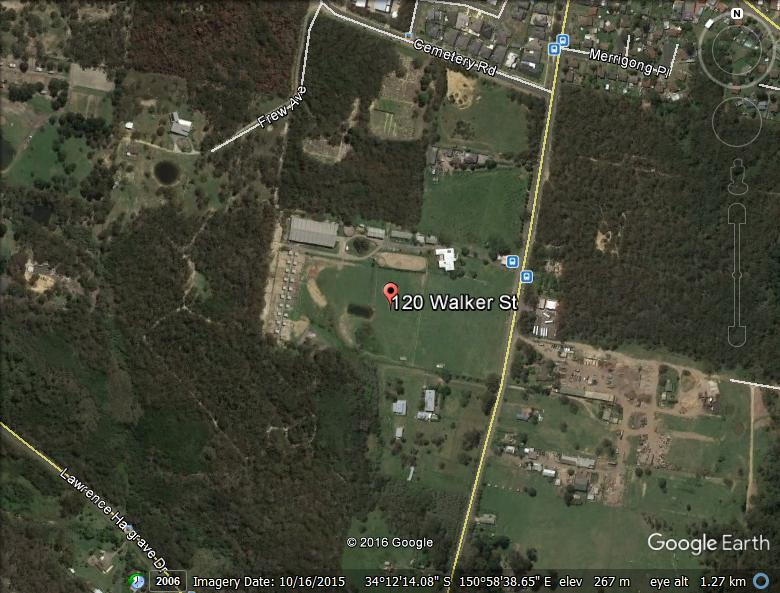 N
Cemetery Rd
Merrigong Pl
Frew Ave
120 Walker St
Lawrence Hargrave Dr
© 2016 Google
Google Earth
2006 Imagery Date: 10/16/2015 34°12'14.08" S 150°58'38.65" E elev 267 m eye alt 1.27 km